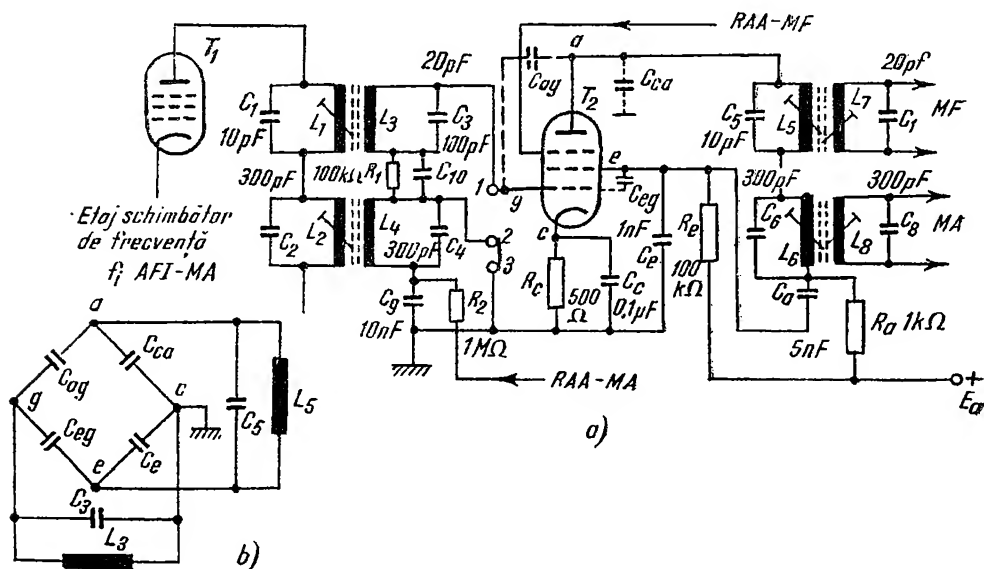 RAA-MF
T1
a
Cag
Cca
T2
20pF
20pf
C1
10pF
L1
L3
C3
100pF
C5
10pF
L5
L7
C1
MF
300pF
100kΩ
R1
C10
1
g
e
Ceg
300pF
300pF
Etaj schimbător
de frecvență
fi AFI-MA
C2
L2
L4
300pF
C4
2
3
c
1nF
Ce
Re
100
kΩ
C6
L6
L8
C8
MA
Cg
10nF
R2
1MΩ
Rc
500
Ω
Cc
0,1μF
Ca
5nF
Ra 1kΩ
RAA-MA
+
Ea
a)
a
Cag
Cca
g
c
Ceg
Ce
e
C5
L5
C3
L3
b)